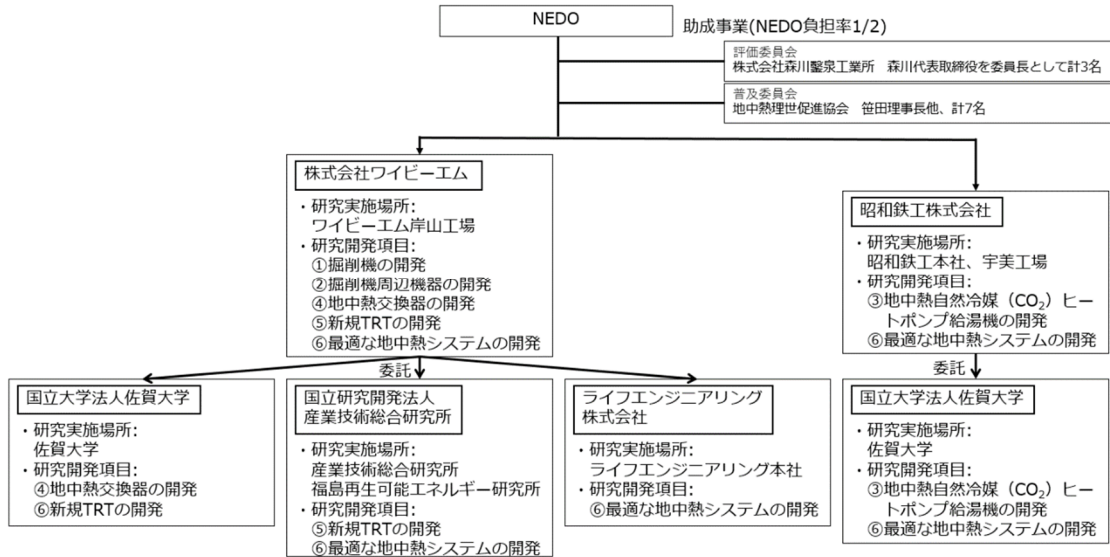 NEDO
助成事業(NEDO負担率1/2)
評価委員会
株式会社森川鑿泉工業所　森川代表取締役を委員長として計3名
普及委員会
地中熱理世促進協会　笹田理事長他、計7名
株式会社ワイビーエム
・研究実施場所:
ワイビーエム岸山工場
・研究開発項目:
①掘削機の開発
②掘削機周辺機器の開発
④地中熱交換器の開発
⑤新規TRTの開発
⑥最適な地中熱システムの開発
昭和鉄工株式会社
・研究実施場所:
昭和鉄工本社、宇美工場
・研究開発項目:
③地中熱自然冷媒（CO₂）ヒー
トポンプ給湯機の開発
⑥最適な地中熱システムの開発
委託
委託
国立大学法人佐賀大学
・研究実施場所:
佐賀大学
・研究開発項目:
④地中熱交換器の開発
⑥新規TRTの開発
国立研究開発法人
産業技術総合研究所
・研究実施場所:
産業技術総合研究所
福島再生可能エネルギー研究所
・研究開発項目:
⑤新規TRTの開発
⑥最適な地中熱システムの開発
ライフエンジニアリング
株式会社
・研究実施場所:
ライフエンジニアリング本社
・研究開発項目:
⑥最適な地中熱システムの開発
国立大学法人佐賀大学
・研究実施場所:
佐賀大学
・研究開発項目:
③地中熱自然冷媒（CO₂）ヒー
トポンプ給湯機の開発
⑥最適な地中熱システムの開発